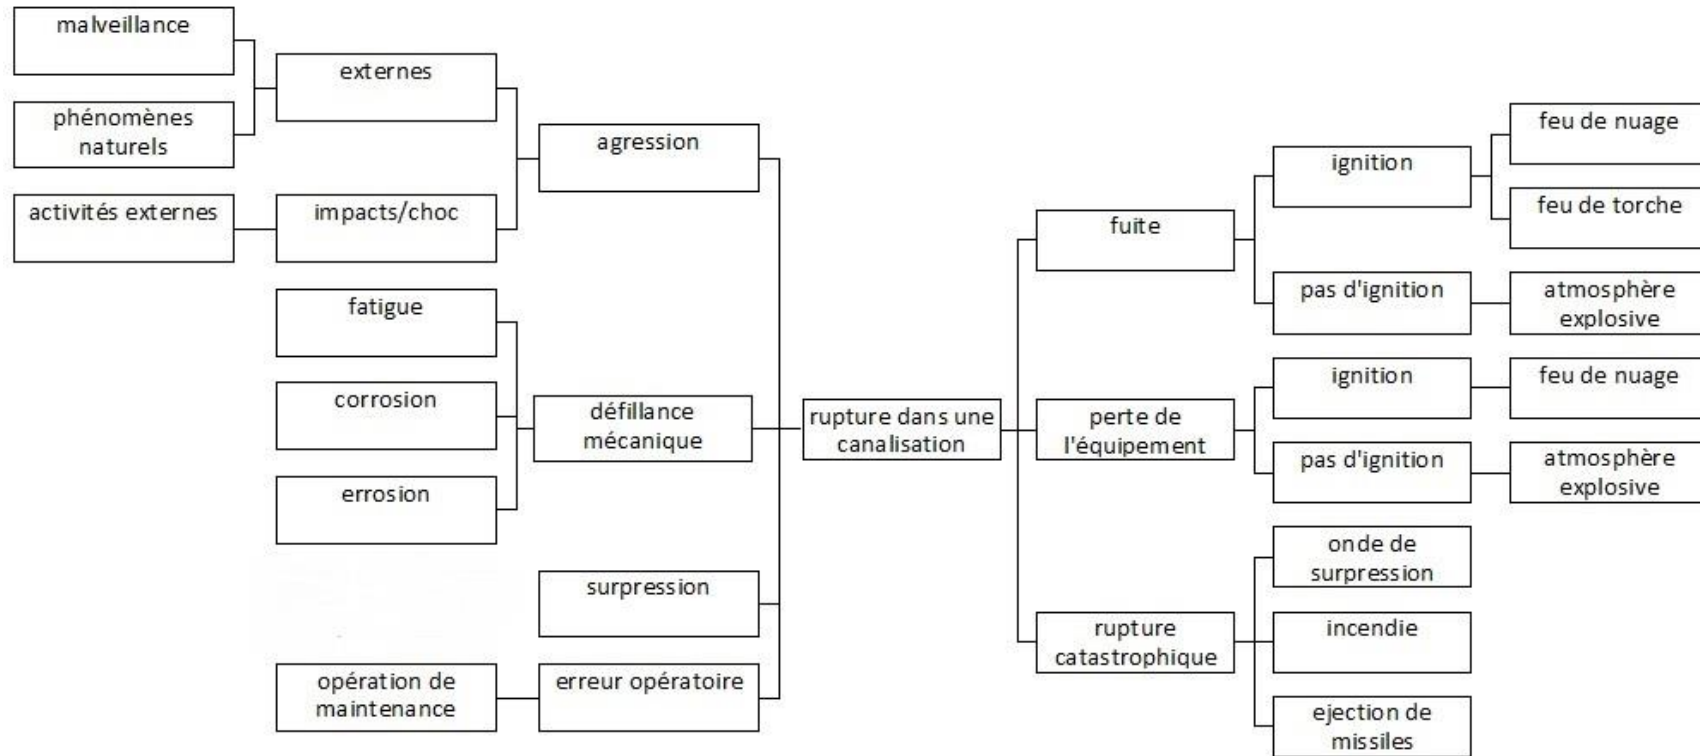 malveillance
phénomènes
naturels
activités externes
externes
impacts/choc
agression
fatigue
corrosion
errosion
défillance
mécanique
surpression
opération de
maintenance
erreur opératoire
rupture dans une
canalisation
fuite
ignition
feu de nuage
feu de torche
pas d'ignition
atmosphère
explosive
perte de
l'équipement
ignition
feu de nuage
pas d'ignition
atmosphère
explosive
rupture
catastrophique
onde de
surpression
incendie
ejection de
missiles